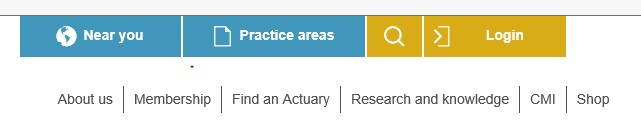 Near you Practice areas Login
About us Membership Find an Actuary Research and knowledge CMI Shop